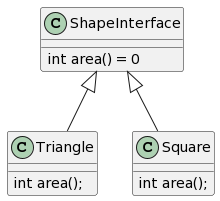 C ShapeInterface
int area() = 0
C Triangle
int area();
C Square
int area();